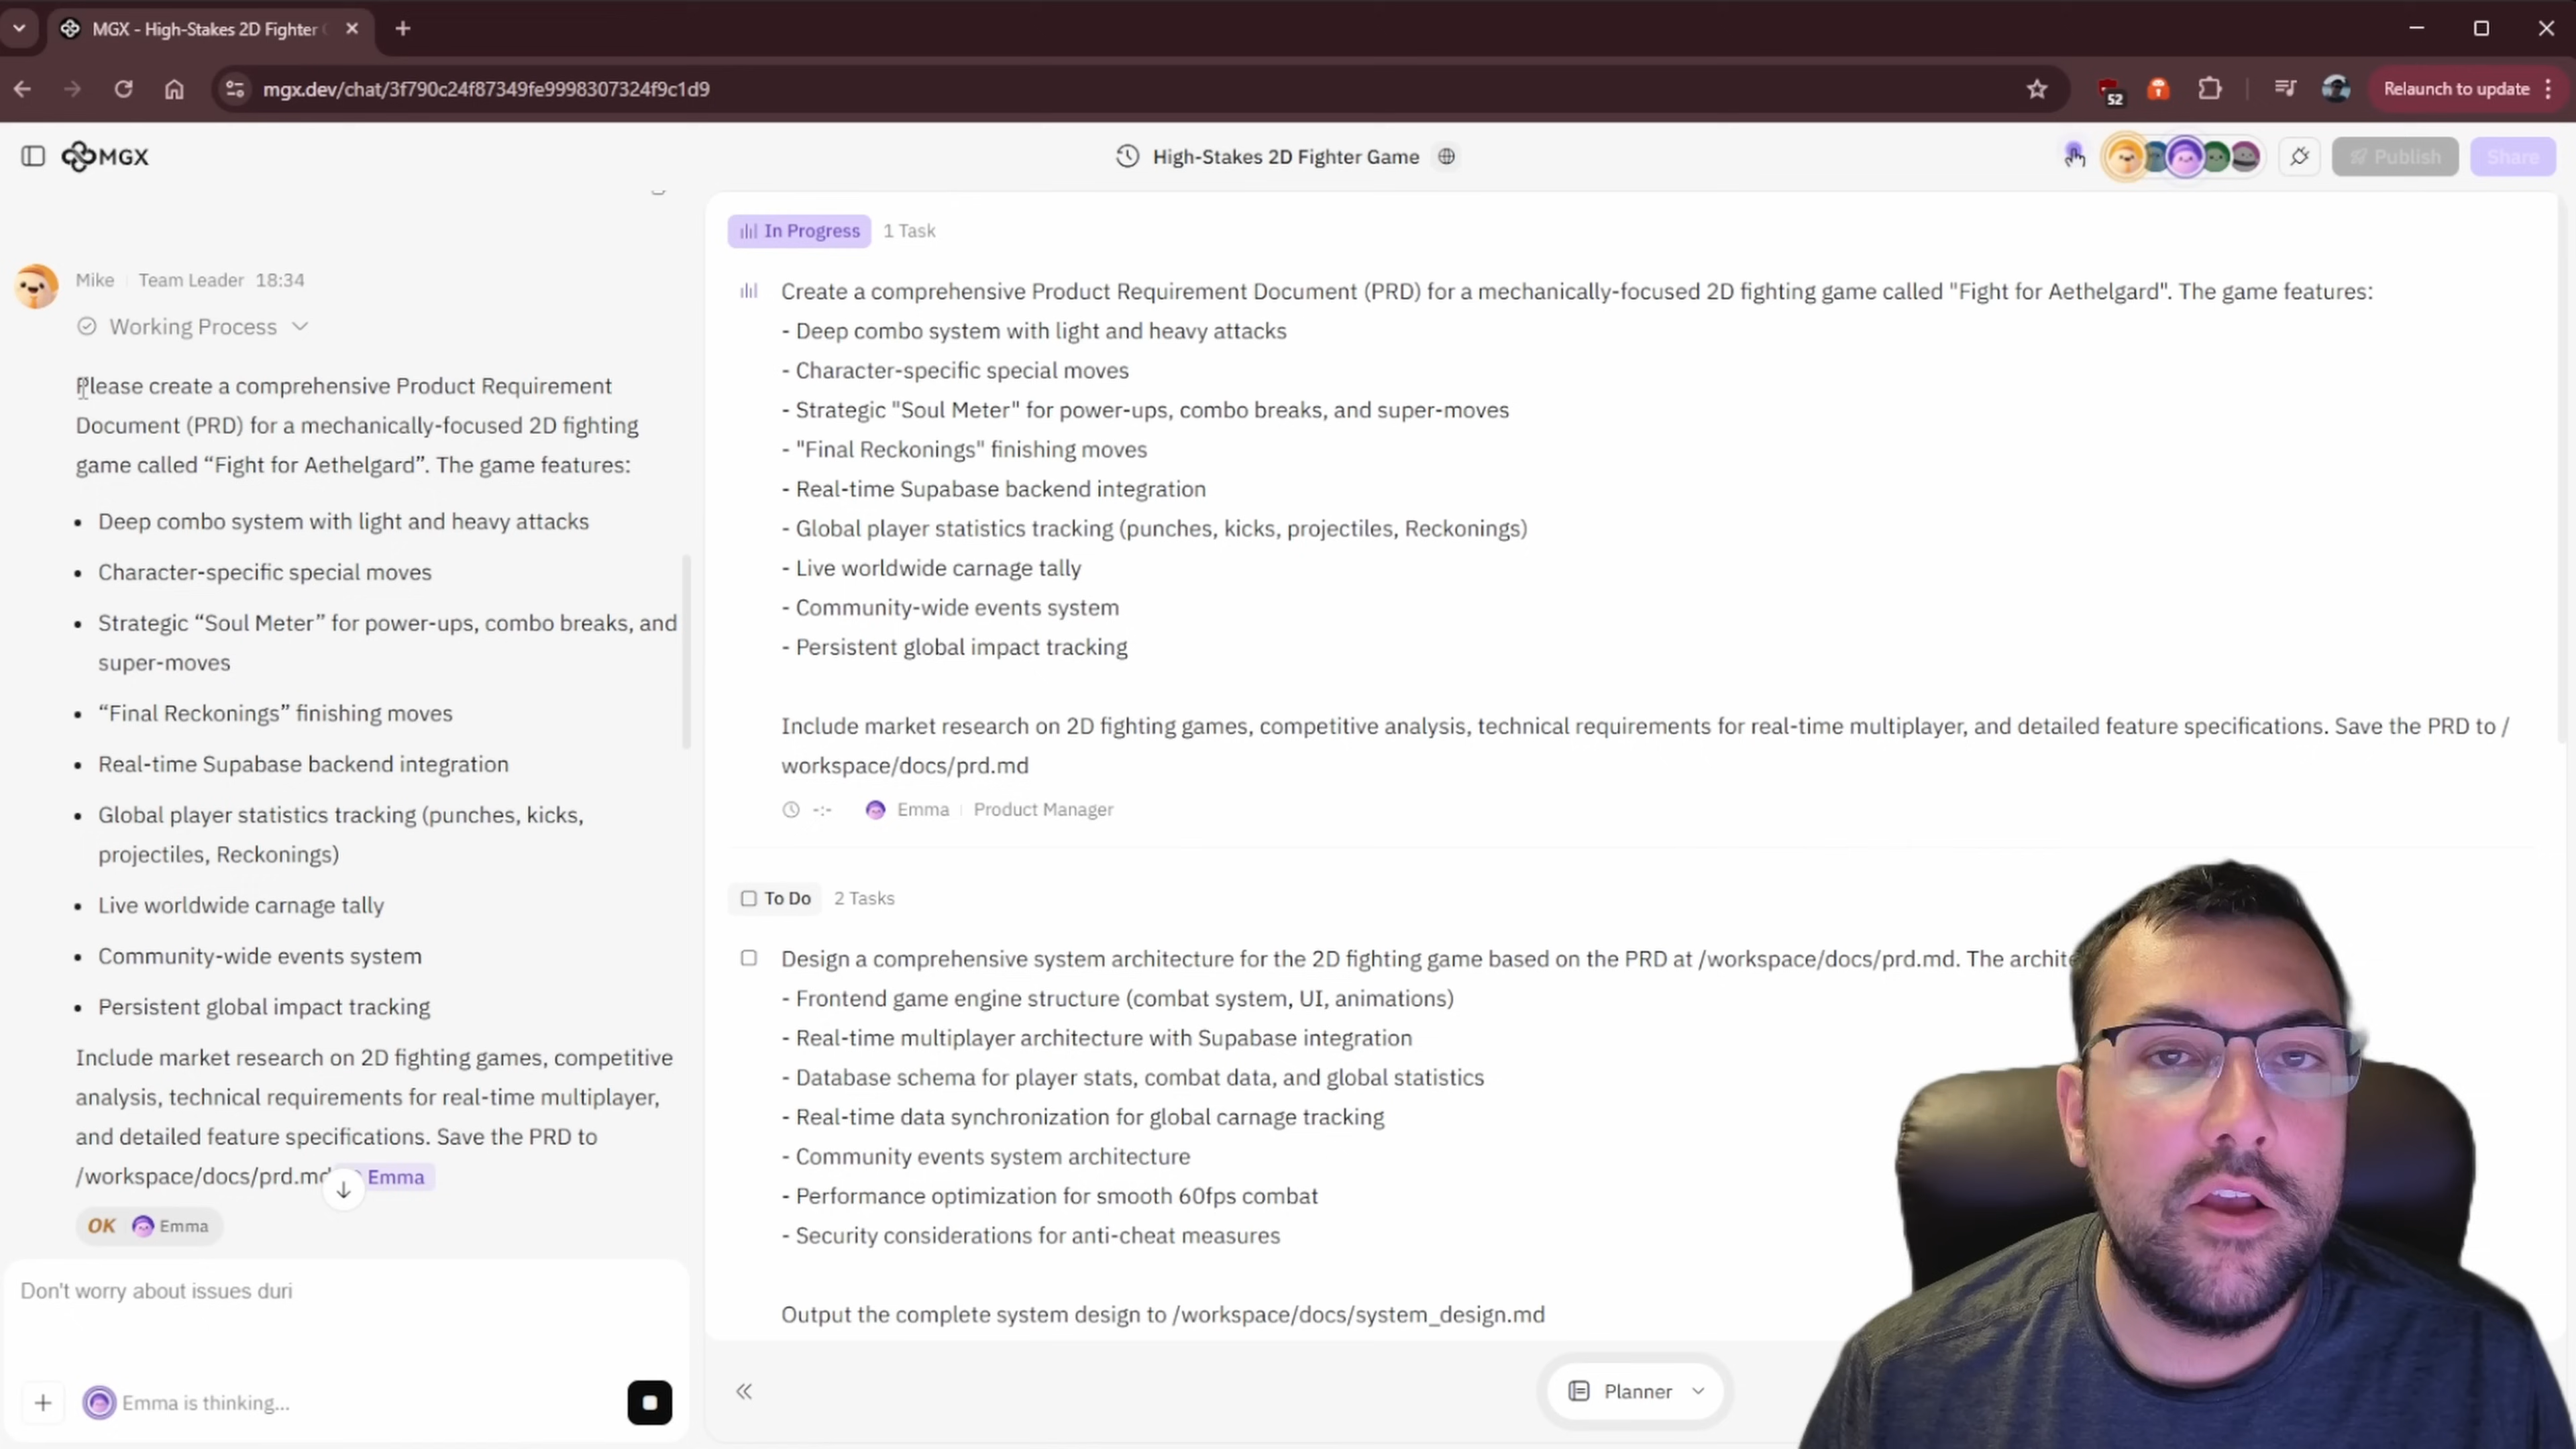 MGX - High-Stakes 2D Fighter
mgx.dev/chat/3f790c24f87349fe9998307324f9c1d9
52
Relaunch to update
MGX
High-Stakes 2D Fighter Game
Publish
Share
Mike
Team Leader
18:34
Working Process
Please create a comprehensive Product Requirement
Document (PRD) for a mechanically-focused 2D fighting
game called “Fight for Aethelgard”. The game features:
• Deep combo system with light and heavy attacks
• Character-specific special moves
• Strategic “Soul Meter” for power-ups, combo breaks, and
super-moves
• “Final Reckonings” finishing moves
• Real-time Supabase backend integration
• Global player statistics tracking (punches, kicks,
projectiles, Reckonings)
• Live worldwide carnage tally
• Community-wide events system
• Persistent global impact tracking
Include market research on 2D fighting games, competitive
analysis, technical requirements for real-time multiplayer,
and detailed feature specifications. Save the PRD to
/workspace/docs/prd.md Emma
OK Emma
Don't worry about issues duri
Emma is thinking...
In Progress
1 Task
Create a comprehensive Product Requirement Document (PRD) for a mechanically-focused 2D fighting game called "Fight for Aethelgard". The game features:
- Deep combo system with light and heavy attacks
- Character-specific special moves
- Strategic "Soul Meter" for power-ups, combo breaks, and super-moves
- "Final Reckonings" finishing moves
- Real-time Supabase backend integration
- Global player statistics tracking (punches, kicks, projectiles, Reckonings)
- Live worldwide carnage tally
- Community-wide events system
- Persistent global impact tracking
Include market research on 2D fighting games, competitive analysis, technical requirements for real-time multiplayer, and detailed feature specifications. Save the PRD to /
workspace/docs/prd.md
-:- Emma Product Manager
To Do
2 Tasks
Design a comprehensive system architecture for the 2D fighting game based on the PRD at /workspace/docs/prd.md. The
- Frontend game engine structure (combat system, UI, animations)
- Real-time multiplayer architecture with Supabase integration
- Database schema for player stats, combat data, and global statistics
- Real-time data synchronization for global carnage tracking
- Community events system architecture
- Performance optimization for smooth 60fps combat
- Security considerations for anti-cheat measures
Output the complete system design to /workspace/docs/system_design.md
Planner